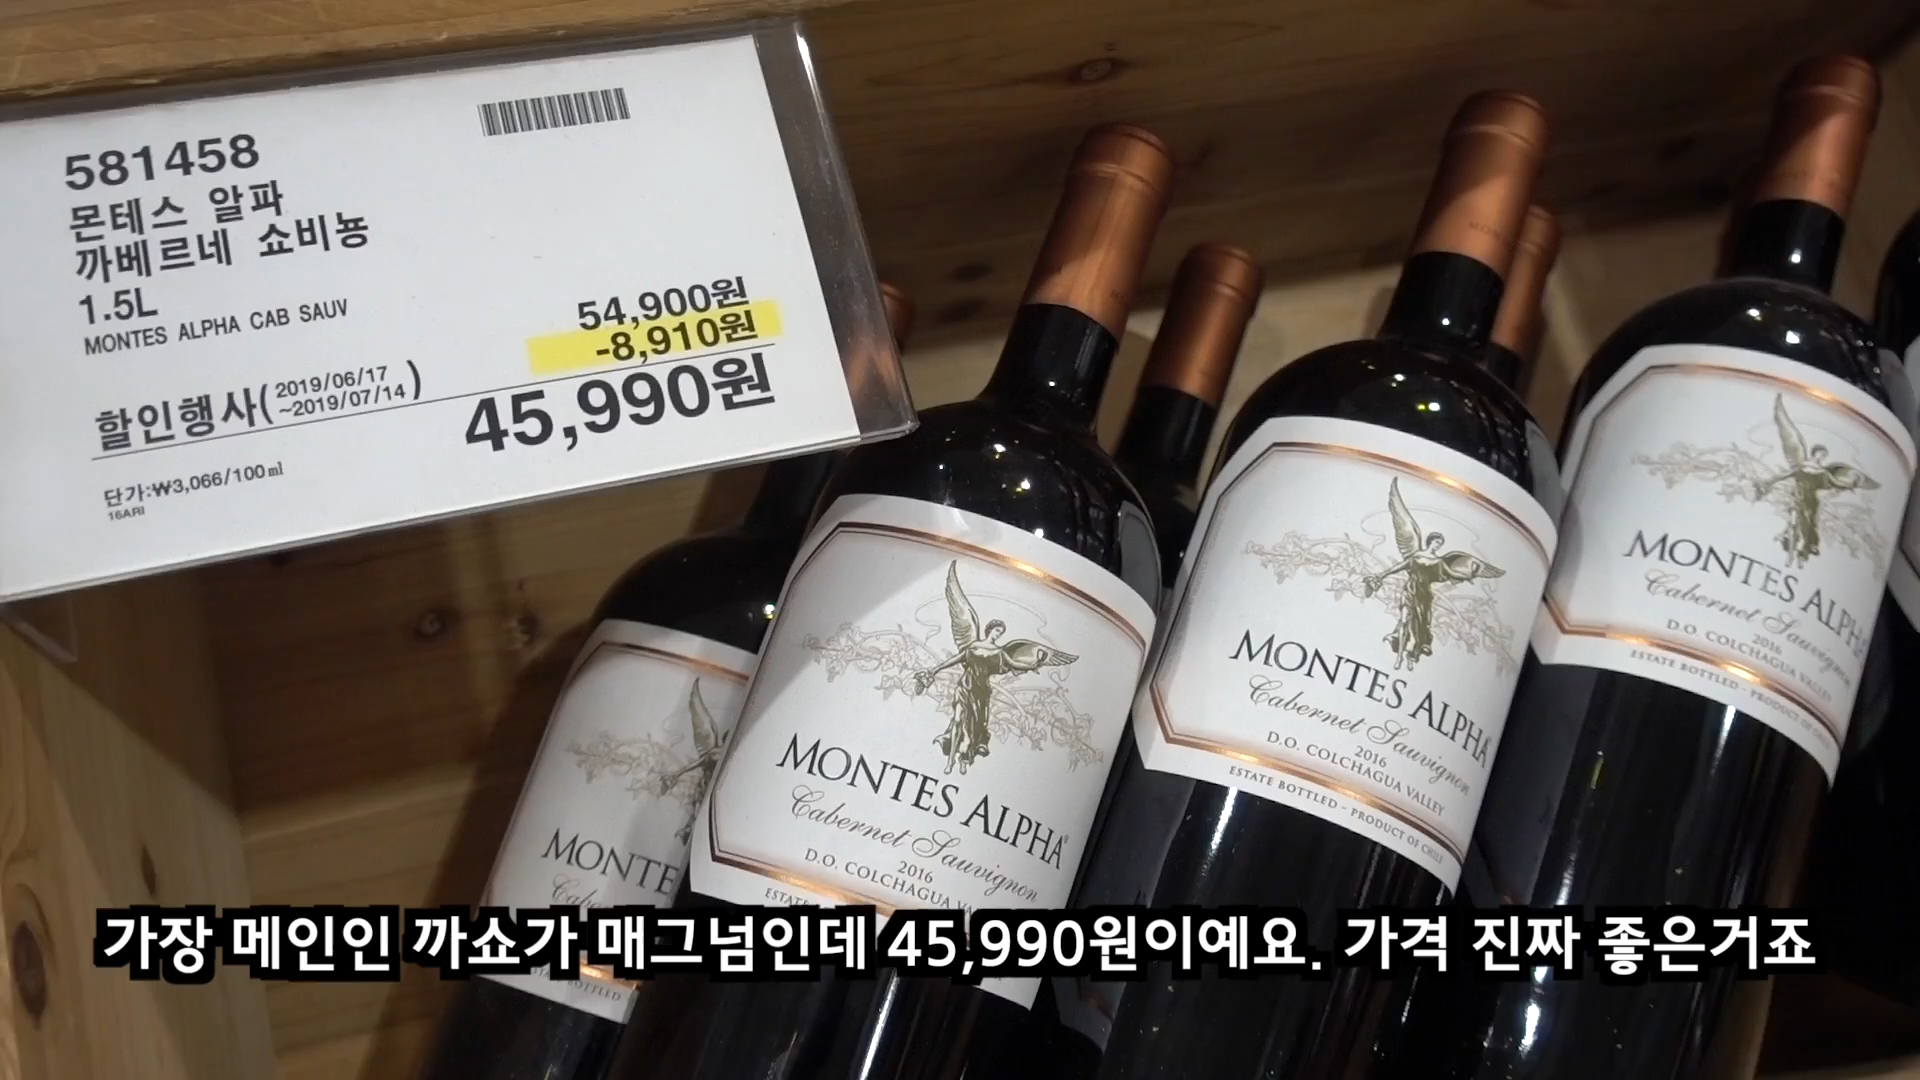 581458
몬테스 알파
까베르네 쇼비뇽
1.5L
MONTES ALPHA CAB SAUV
54,900원
-8,910원
할인행사(2019/06/17 ~2019/07/14)
45,990원
단가:₩3,066/100㎖
16ARI
MONTE
MONTES ALPHA
Cabernet Sauvignon
2016
D.O. COLCHAGUA VA
MONTES ALPHA
Cabernet Sauvignon
2016
D.O. COLCHAGUA VALLEY
ESTATE BOTTLED - PRODUCT OF CHILE
MONTES ALPHA
Cabernet Sauvignon
2016
D.O. COLCHAGUA VALLEY
ESTATE BOTTLED - PRODUCT OF CHILE
가장 메인인 까쇼가 매그넘인데 45,990원이예요. 가격 진짜 좋은거죠